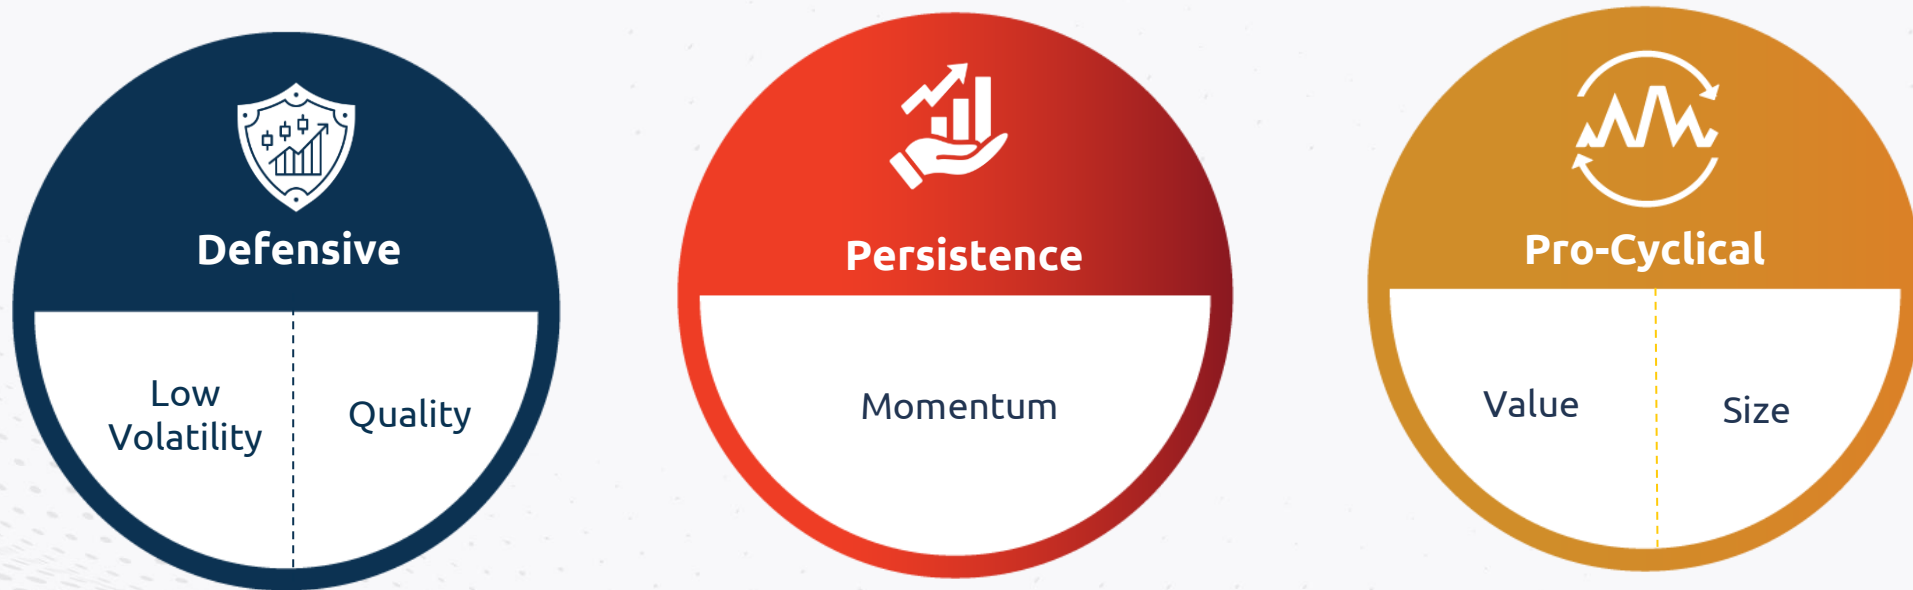 Defensive
Low
Volatility
Quality
Persistence
Momentum
Pro-Cyclical
Value
Size